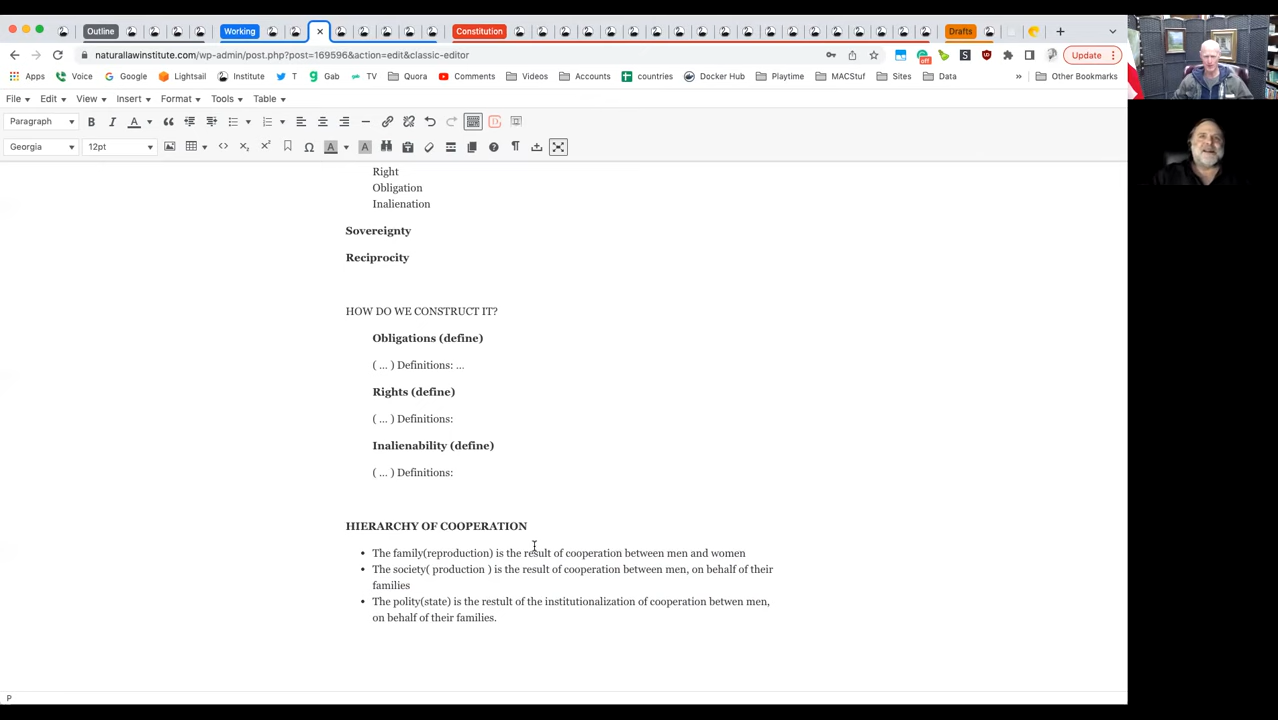 Outline
Working
Constitution
Drafts
naturallawinstitute.com/wp-admin/post.php?post=169596&action=edit&classic-editor
Update
Apps Voice Google Lightsail Institute T Gab TV Quora Comments Videos Accounts countries Docker Hub Playtime MACStuf Sites Data » Other Bookmarks
File Edit View Insert Format Tools Table
Paragraph B I A
Georgia 12pt
Right
Obligation
Inalienation
Sovereignty
Reciprocity
HOW DO WE CONSTRUCT IT?
Obligations (define)
( ... ) Definitions: ...
Rights (define)
( ... ) Definitions:
Inalienability (define)
( ... ) Definitions:
HIERARCHY OF COOPERATION
• The family(reproduction) is the result of cooperation between men and women
• The society( production ) is the result of cooperation between men, on behalf of their
families
• The polity(state) is the restult of the institutionalization of cooperation betwen men,
on behalf of their families.
P